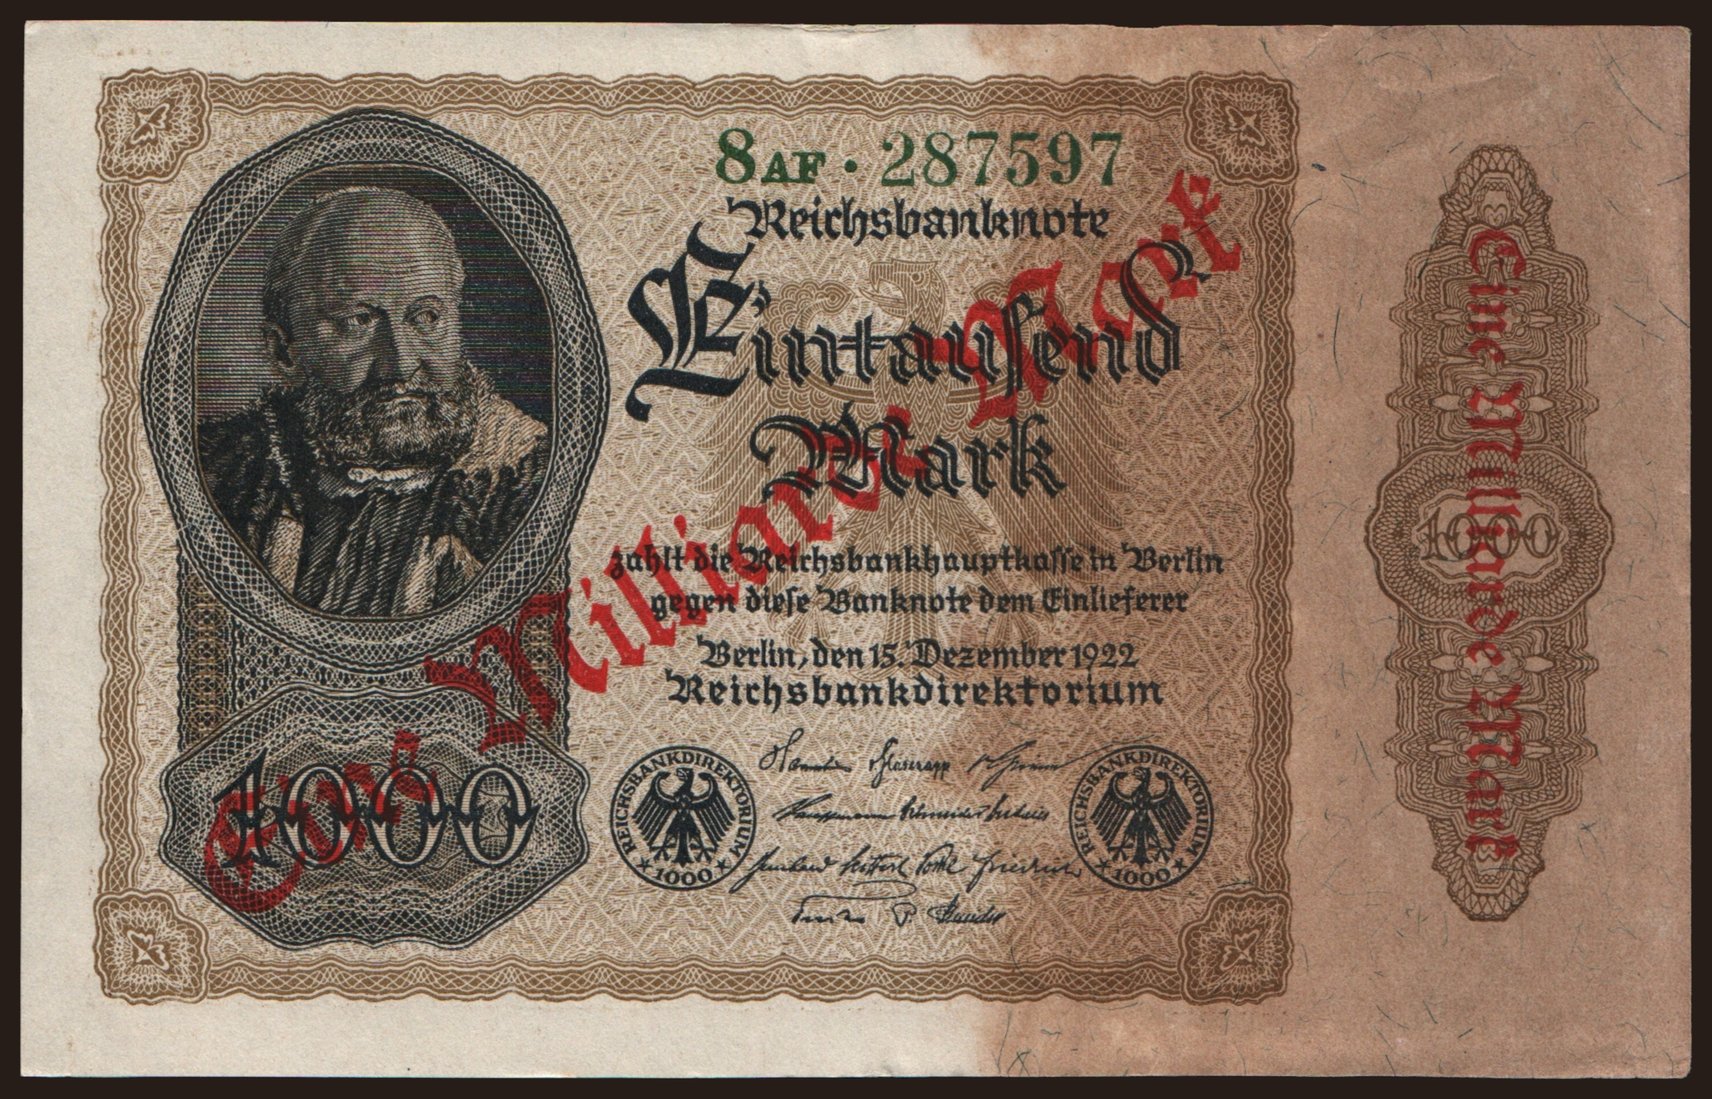 8AF · 287597
Reichsbanknote
Eintausend
Mark
zahlt die Reichsbankhauptkasse in Berlin
gegen diese Banknote dem Einlieferer
Berlin, den 15. Dezember 1922
Reichsbankdirektorium
1000
Eine Milliarde Mark
REICHSBANKDIREKTORIUM
* 1000 *
REICHSBANKDIREKTORIUM
* 1000 *
1000
Eine Milliarde Mark